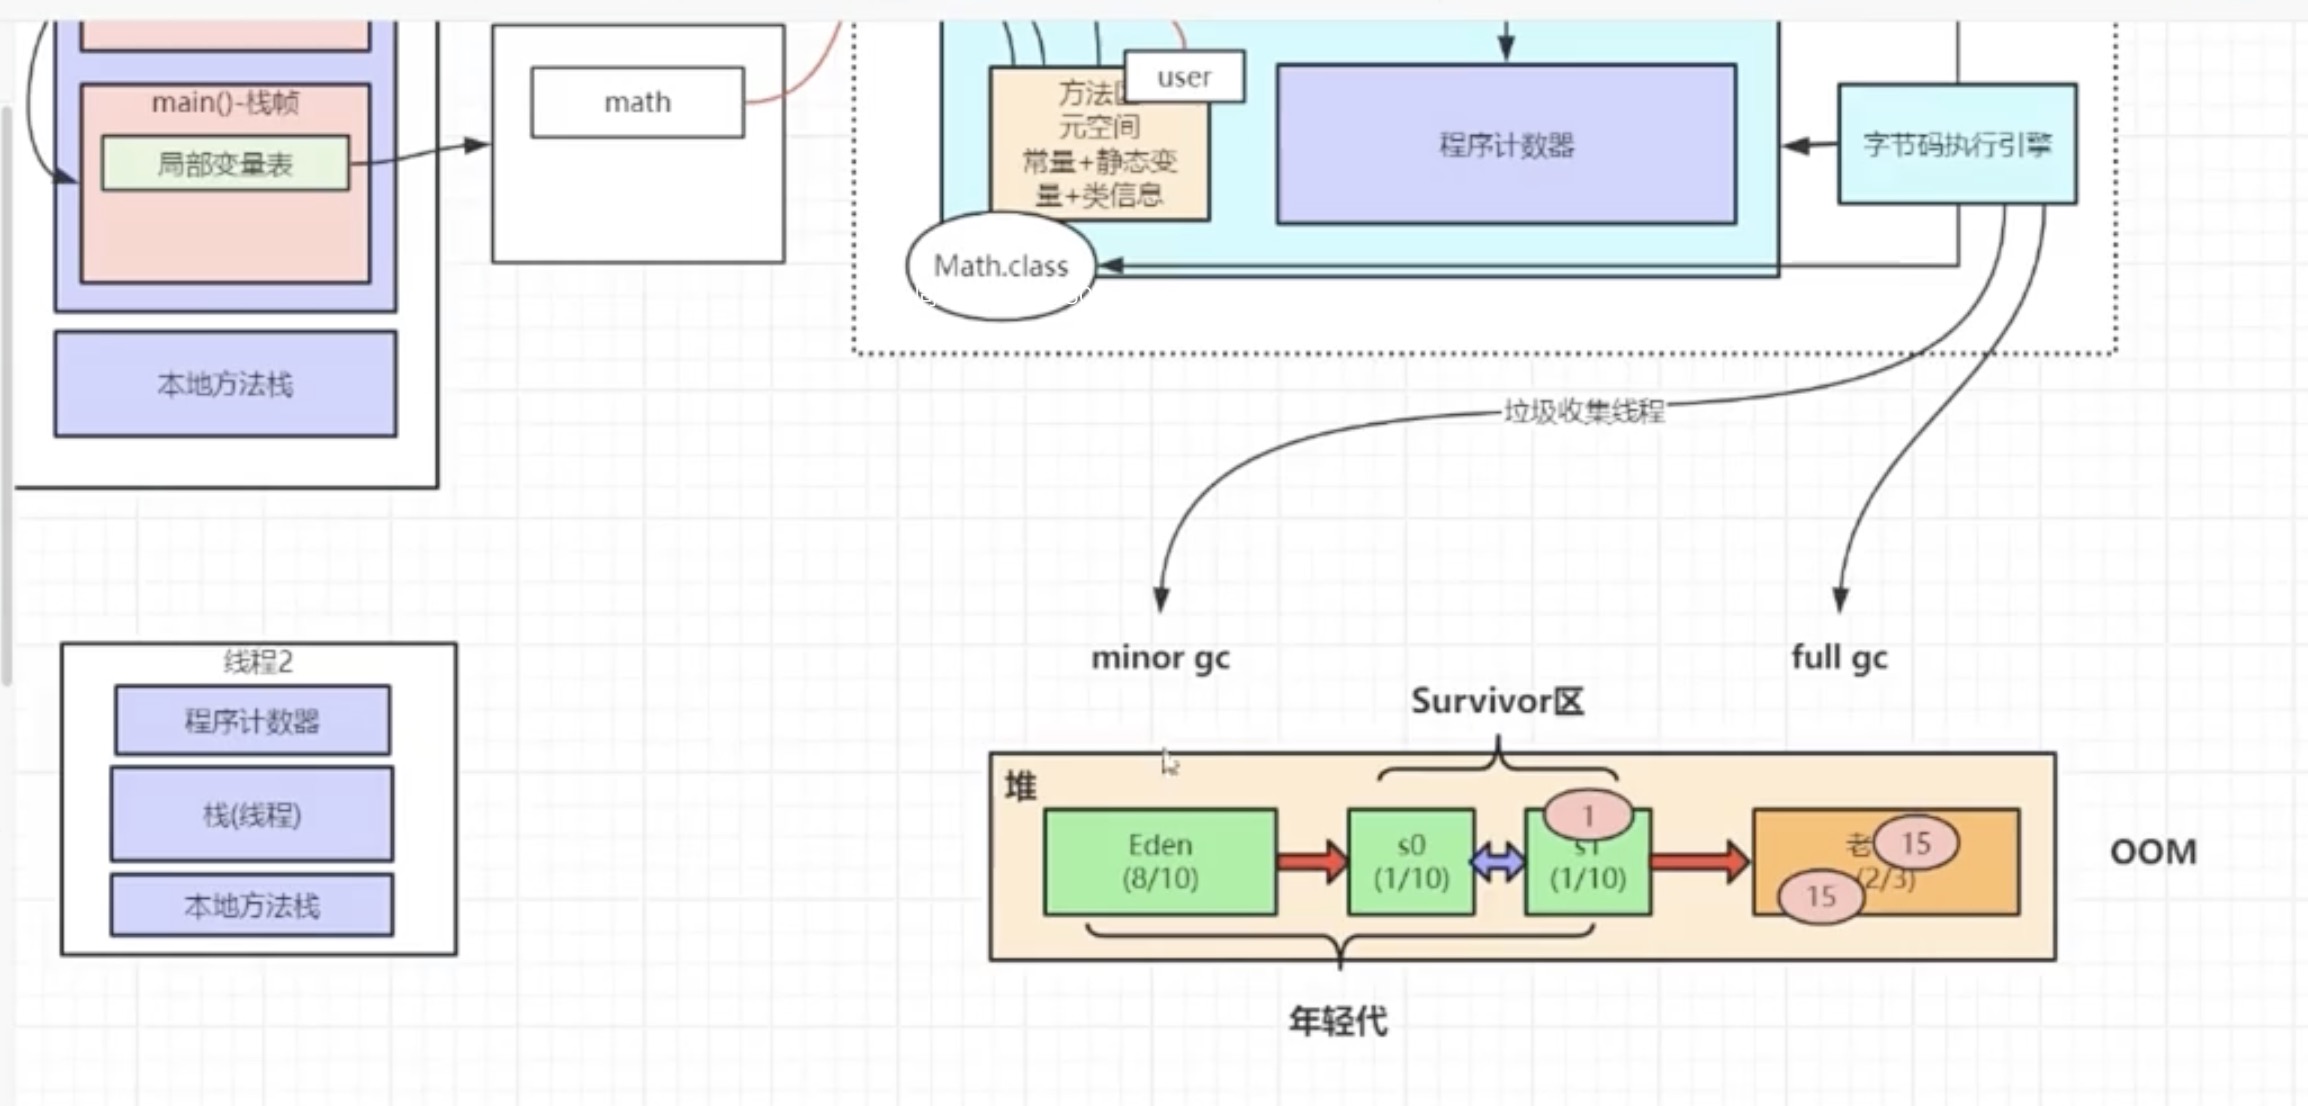 main()-栈帧
局部变量表
math
user
方法区
元空间
常量+静态变
量+类信息
程序计数器
字节码执行引擎
Math.class
本地方法栈
垃圾收集线程
minor gc
full gc
线程2
程序计数器
栈(线程)
本地方法栈
Survivor区
堆
Eden
(8/10)
s0
(1/10)
1
s1
(1/10)
老
15
(2/3)
15
OOM
年轻代